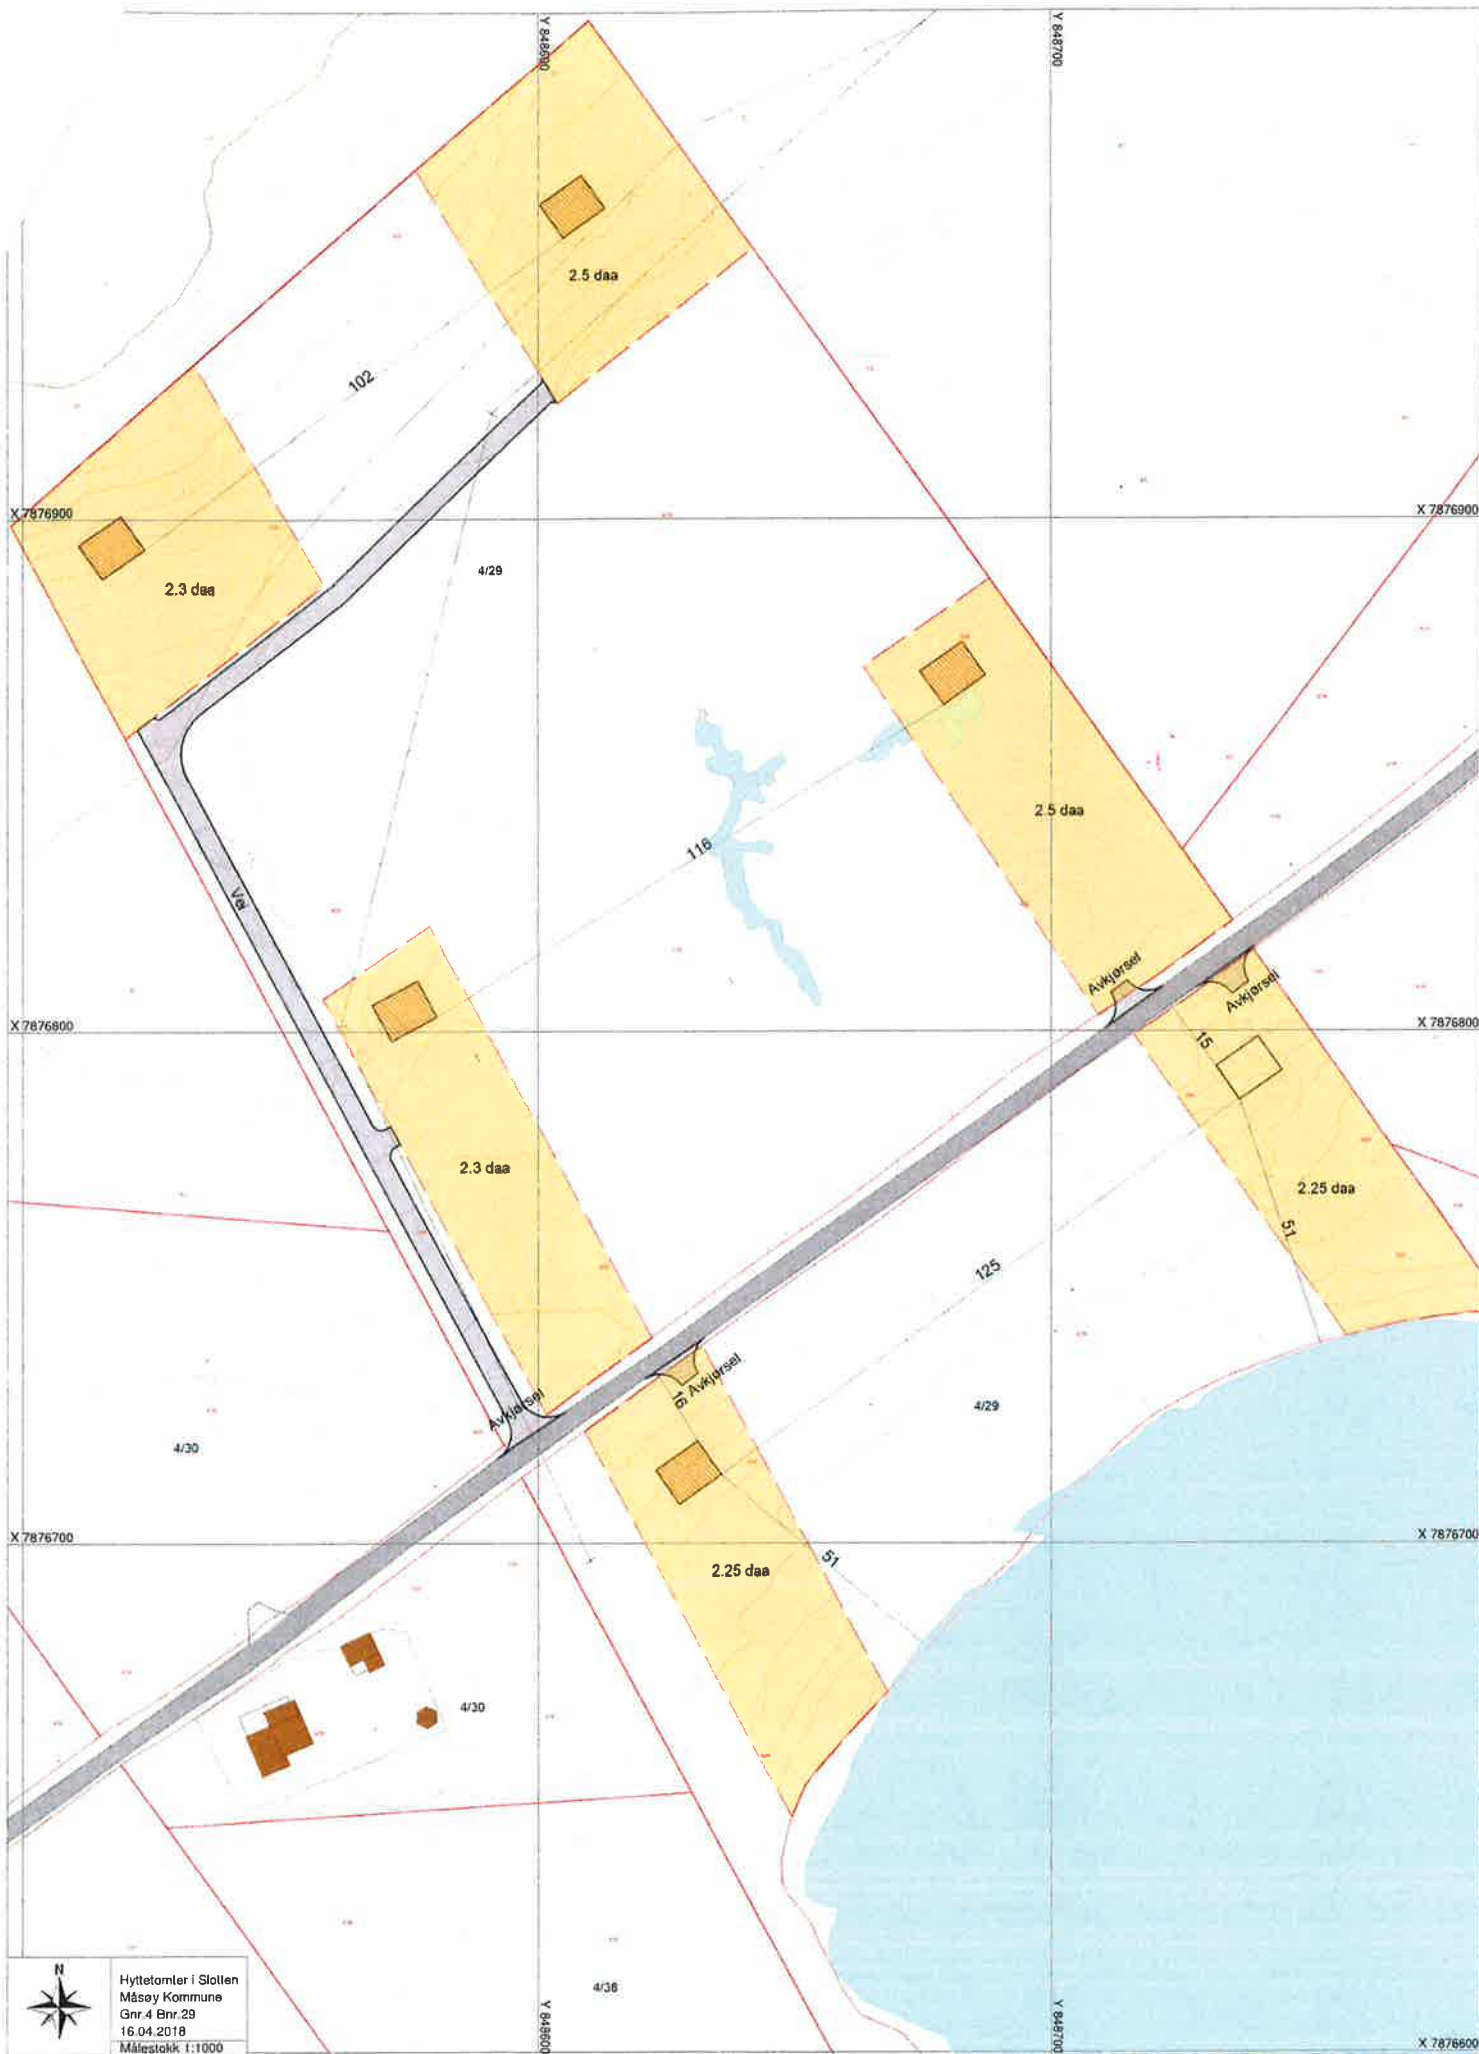 Y 848600
Y 848700
2.5 daa
102
X 7876900
X 7876900
4/29
2.3 daa
2.5 daa
116
Vei
Avkjørsel
Avkjørsel
X 7876800
X 7876800
15
2.3 daa
2.25 daa
51
125
Avkjørsel
16
Avkjørsel
4/29
4/30
X 7876700
X 7876700
51
2.25 daa
4/30
4/38
N
Hyttetomter i Slotten
Måsøy Kommune
Gnr.4 Bnr.29
16.04.2018
Målestokk 1:1000
Y 848600
Y 848700
X 7876600